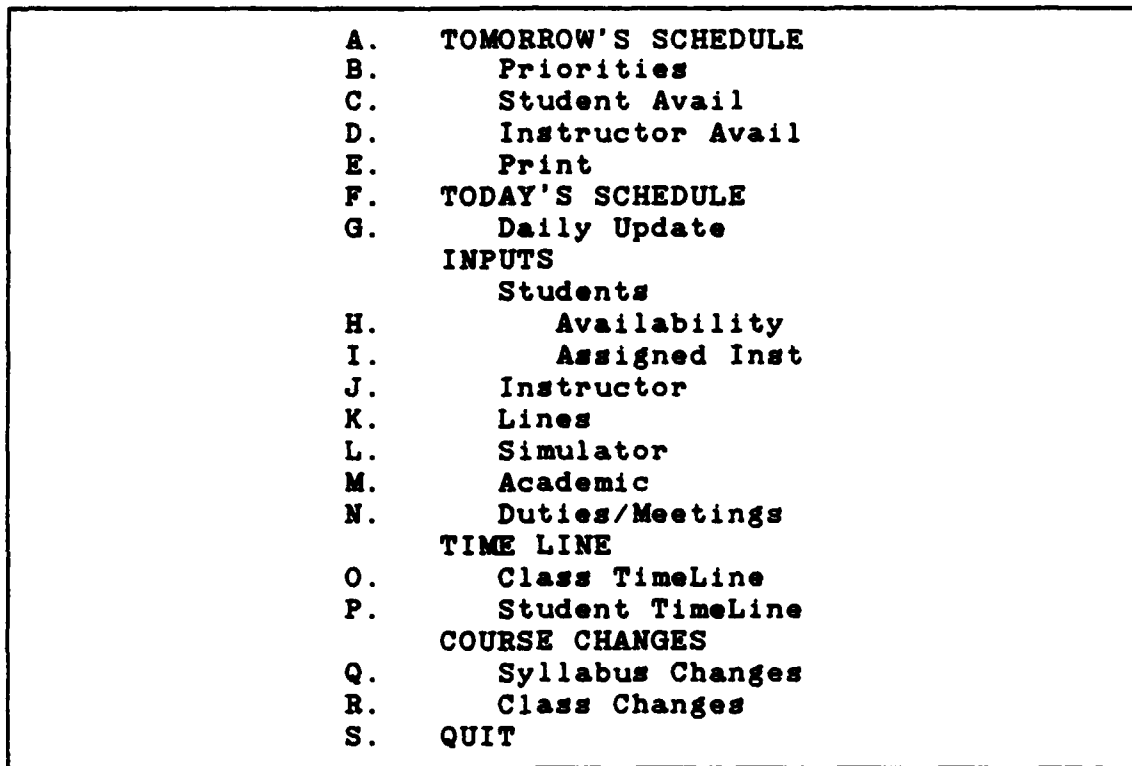 A. TOMORROW'S SCHEDULE
B. Priorities
C. Student Avail
D. Instructor Avail
E. Print
F. TODAY'S SCHEDULE
G. Daily Update
INPUTS
Students
H. Availability
I. Assigned Inst
J. Instructor
K. Lines
L. Simulator
M. Academic
N. Duties/Meetings
TIME LINE
O. Class TimeLine
P. Student TimeLine
COURSE CHANGES
Q. Syllabus Changes
R. Class Changes
S. QUIT